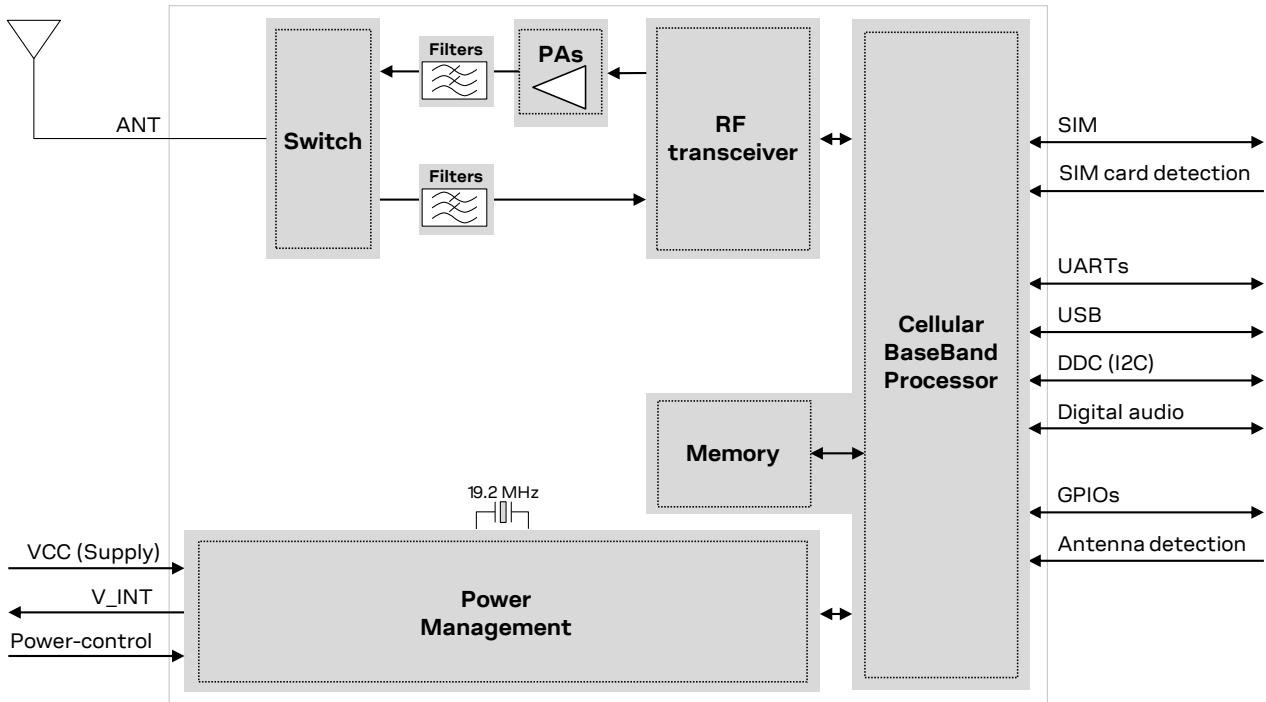 Filters
PAs
ANT
Switch
RF
transceiver
SIM
SIM card detection
Filters
UARTs
USB
Cellular
BaseBand
Processor
DDC (I2C)
Digital audio
Memory
19.2 MHz
GPIOs
Antenna detection
VCC (Supply)
V_INT
Power-control
Power
Management